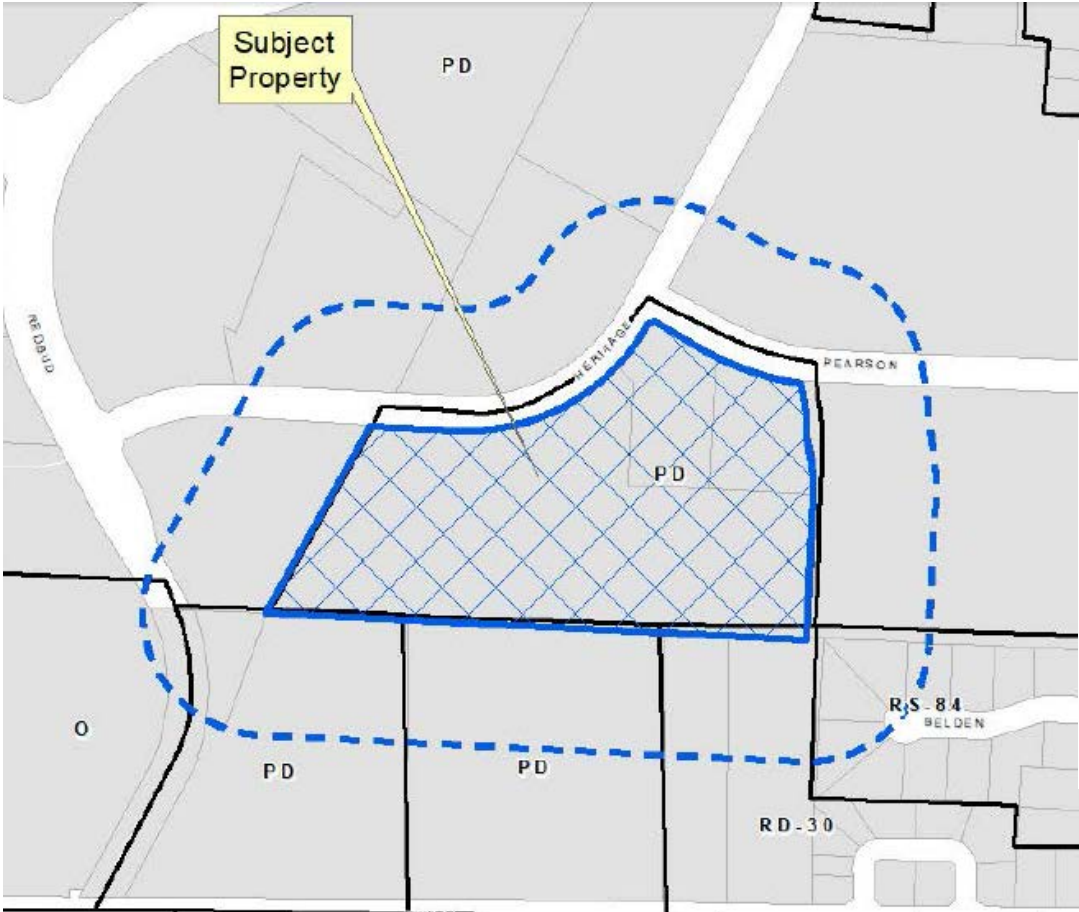 Subject
Property
PD
REDBUD
HERITAGE
PEARSON
PD
RS-84
BELDEN
O
PD
PD
RD-30